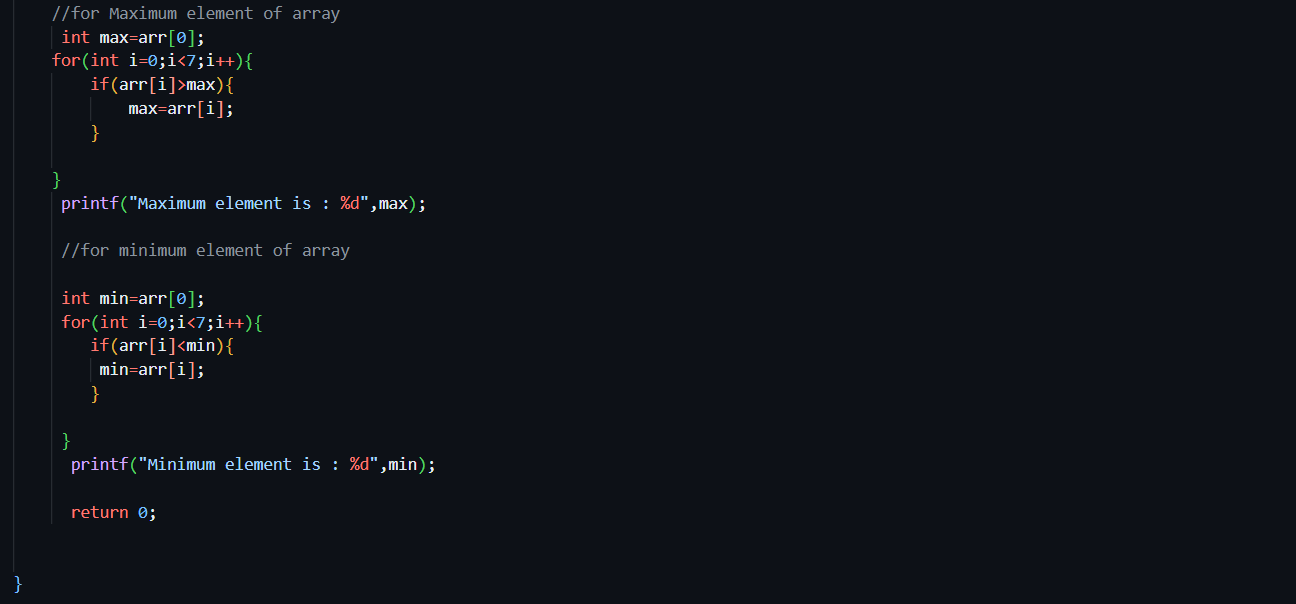 //for Maximum element of array
int max=arr[0];
for(int i=0;i<7;i++){
if(arr[i]>max){
max=arr[i];
}
}
printf("Maximum element is : %d",max);
//for minimum element of array
int min=arr[0];
for(int i=0;i<7;i++){
if(arr[i]<min){
min=arr[i];
}
}
printf("Minimum element is : %d",min);
return 0;
}